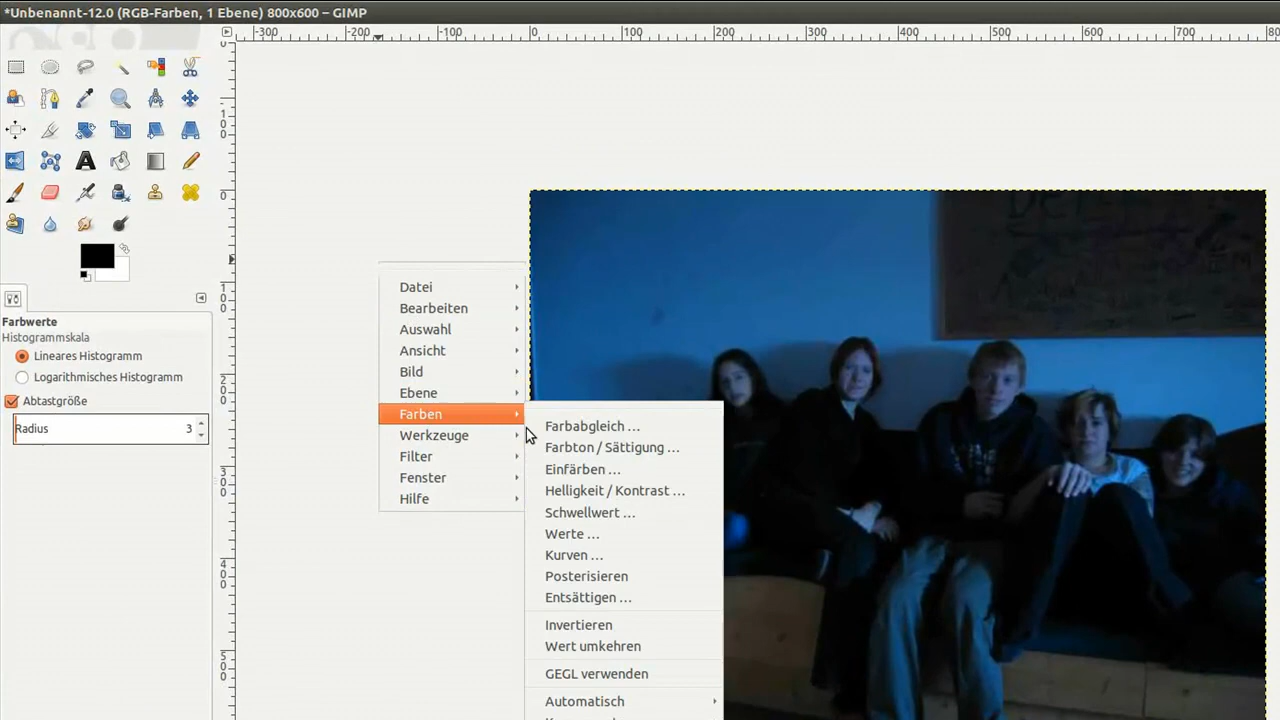 *Unbenannt-12.0 (RGB-Farben, 1 Ebene) 800x600 – GIMP
-300 -200 -100 0 100 200 300 400 500 600 700
Farbwerte
Histogrammskala
Lineares Histogramm
Logarithmisches Histogramm
Abtastgröße
Radius 3
Datei
Bearbeiten
Auswahl
Ansicht
Bild
Ebene
Farben
Werkzeuge
Filter
Fenster
Hilfe
Farbabgleich ...
Farbton / Sättigung ...
Einfärben ...
Helligkeit / Kontrast ...
Schwellwert ...
Werte ...
Kurven ...
Posterisieren
Entsättigen ...
Invertieren
Wert umkehren
GEGL verwenden
Automatisch